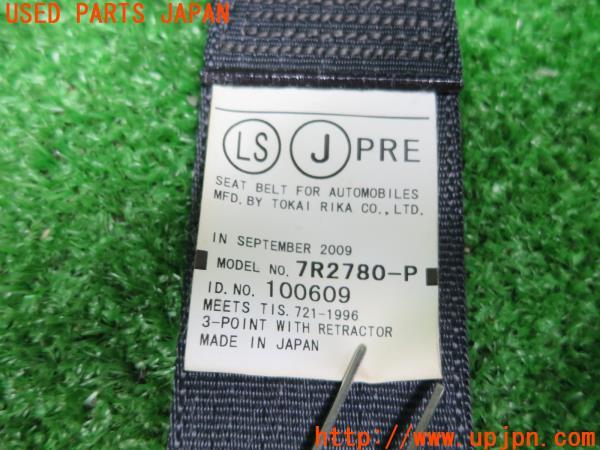 USED PARTS JAPAN
LS J PRE
SEAT BELT FOR AUTOMOBILES
MFD. BY TOKAI RIKA CO., LTD.
IN SEPTEMBER 2009
MODEL NO. 7R2780-P
ID. NO. 100609
MEETS TIS. 721-1996
3-POINT WITH RETRACTOR
MADE IN JAPAN
www.upjpn.com